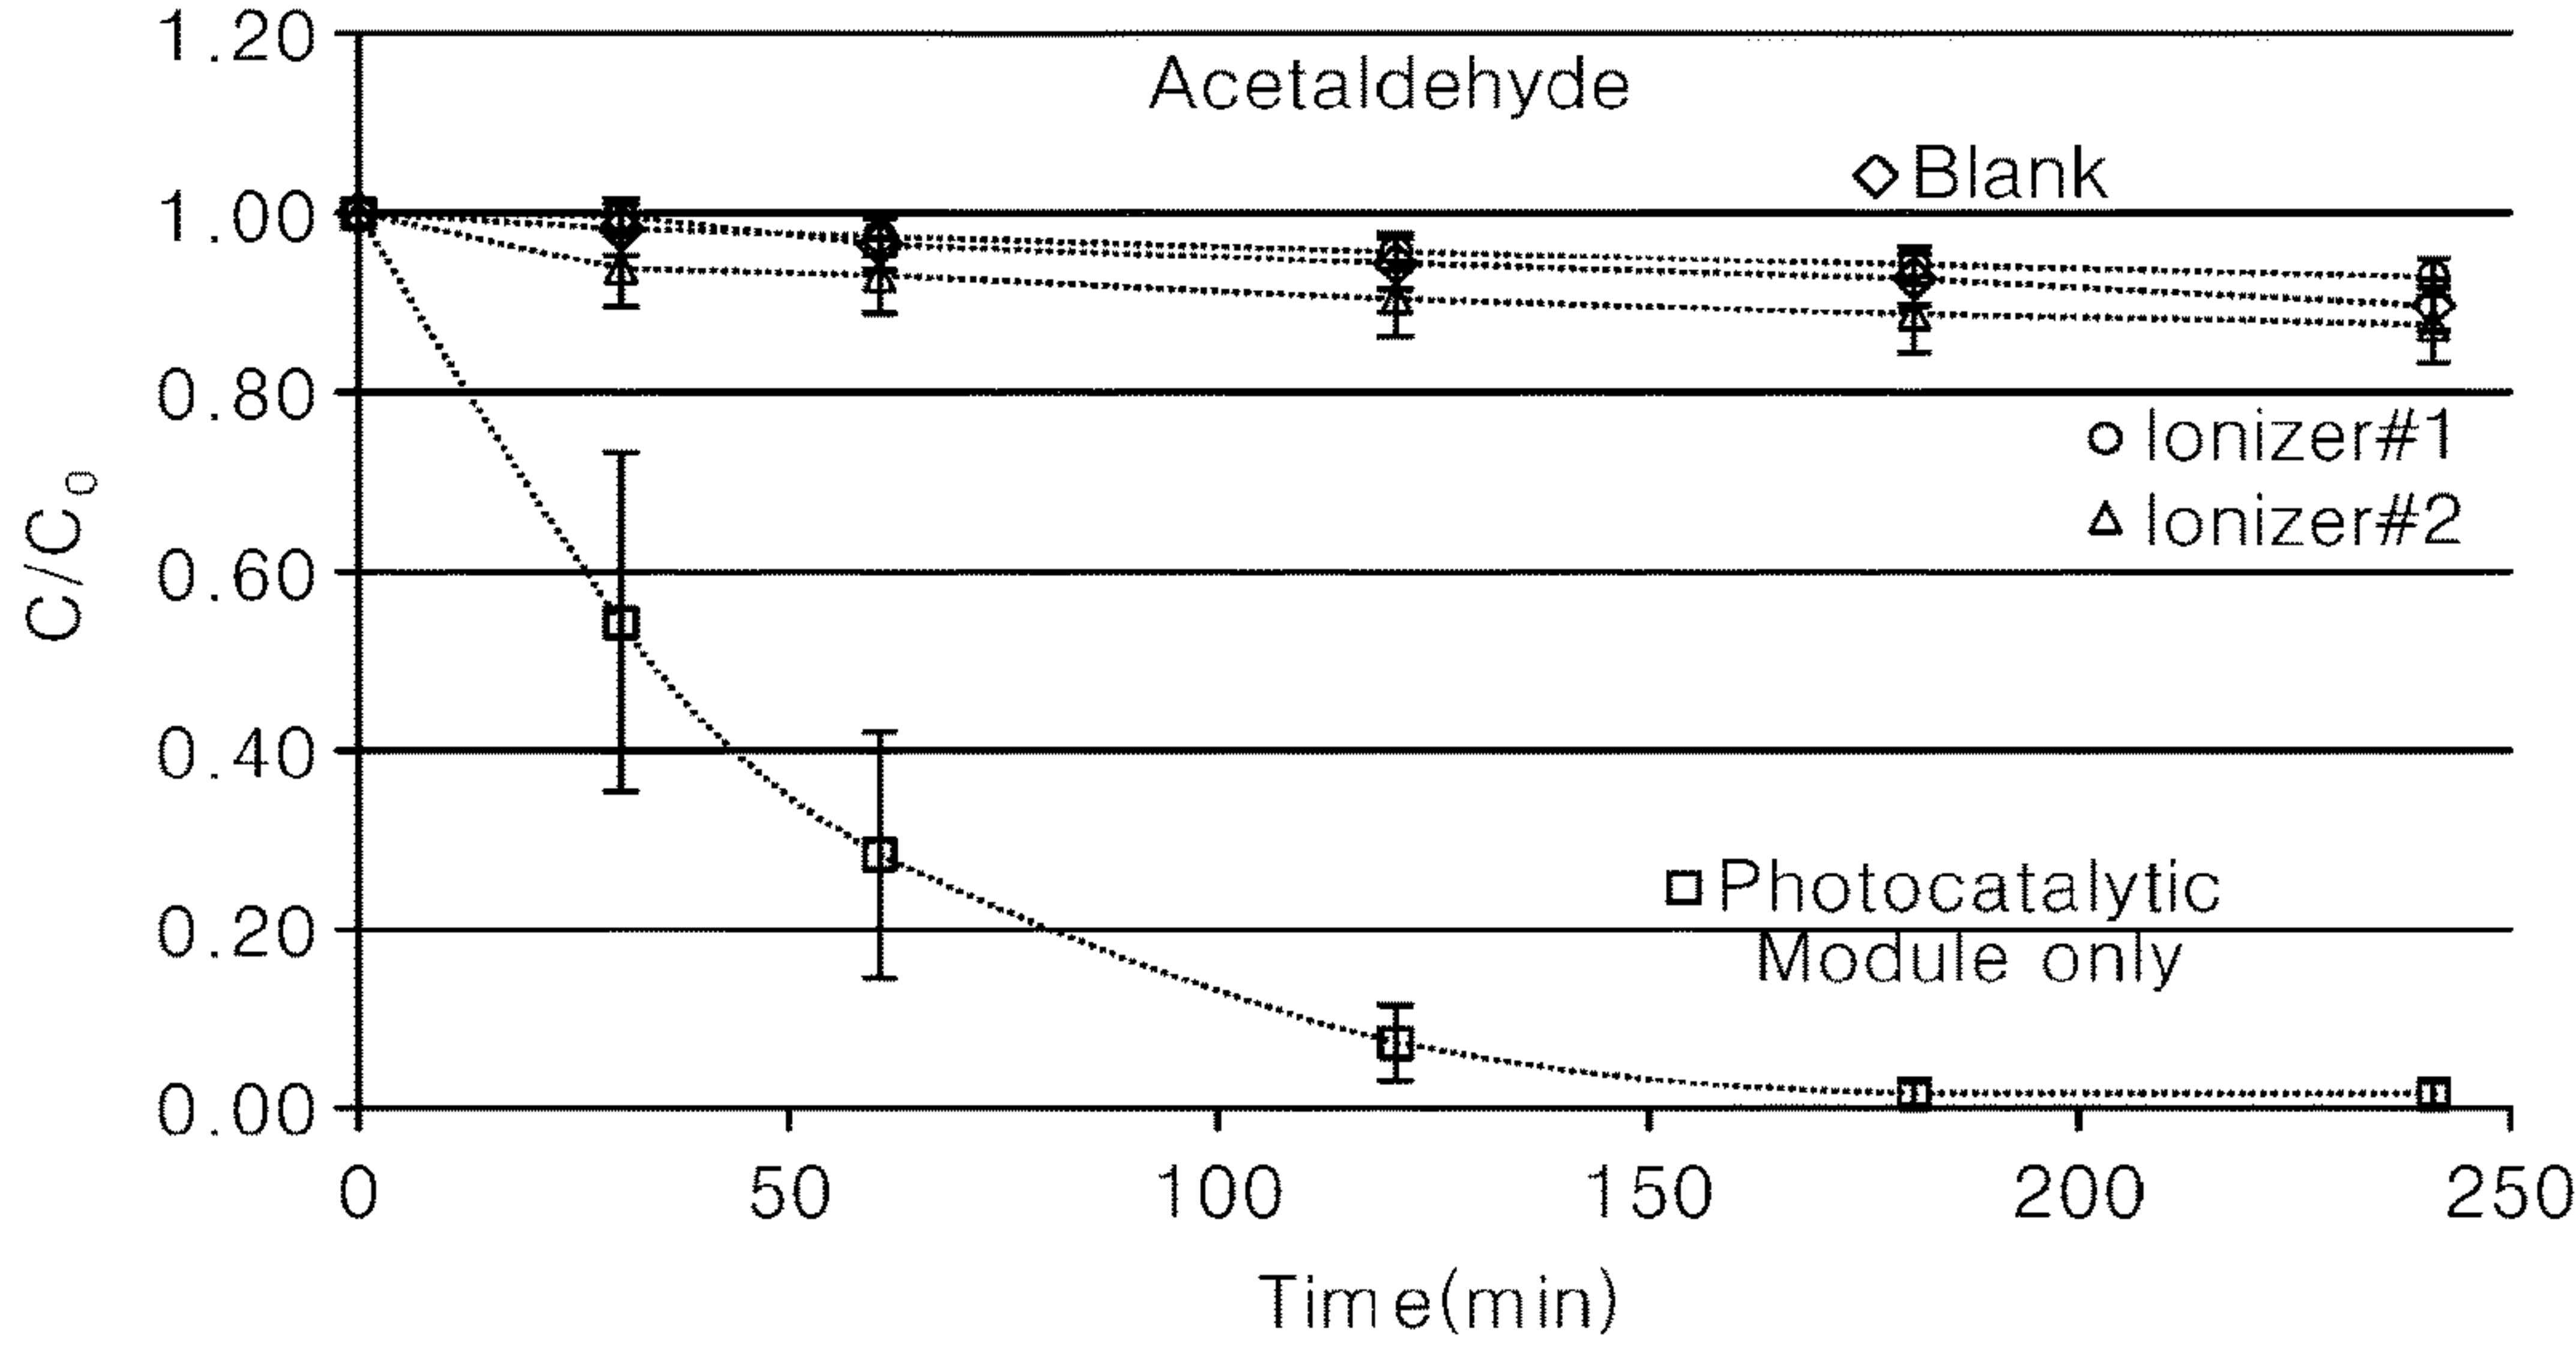 1.20
Acetaldehyde
◇ Blank
1.00
0.80
○ Ionizer#1
△ Ionizer#2
C/C₀
0.60
0.40
□ Photocatalytic
Module only
0.20
0.00
0 50 100 150 200 250
Time(min)